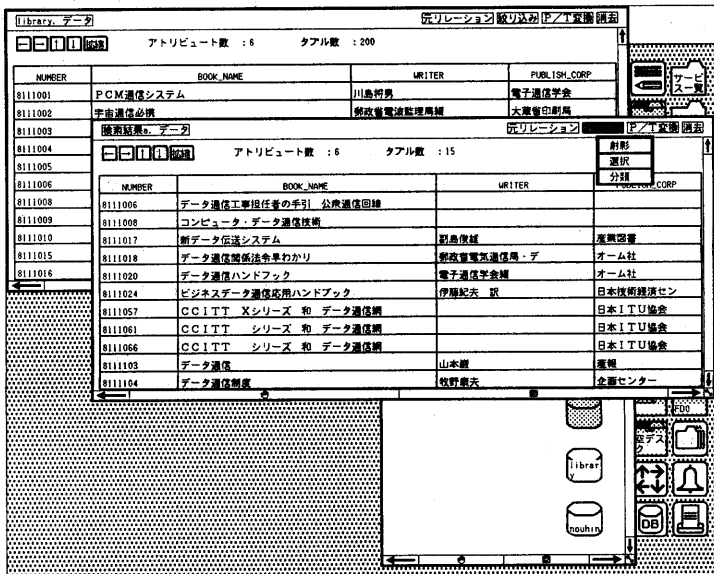 library. データ 元リレーション 絞り込み P/T変換 消去
← → ↑ ↓ 拡縮 アトリビュート数 :6 タプル数 :200
NUMBER BOOK_NAME WRITER PUBLISH_CORP
8111001 PCM通信システム 川島将男 電子通信学会
8111002 宇宙通信必携 郵政省電波監理局編 大蔵省印刷局
8111003
8111004
8111005
8111006
8111008
8111009
8111010
8111015
8111016
検索結果a. データ 元リレーション P/T変換 消去
射影
選択
分類
← → ↑ ↓ 拡縮 アトリビュート数 :6 タプル数 :15
NUMBER BOOK_NAME WRITER CORP
8111006 データ通信工事担任者の手引 公衆通信回線
8111008 コンピュータ・データ通信技術
8111017 新データ伝送システム 副島俊雄 産業図書
8111018 データ通信関係法令早わかり 郵政省電気通信局・デ オーム社
8111020 データ通信ハンドブック 電子通信学会編 オーム社
8111024 ビジネスデータ通信応用ハンドブック 伊藤紀夫 訳 日本技術経済セン
8111057 CCITT Xシリーズ 和 データ通信網 日本ITU協会
8111061 CCITT シリーズ 和 データ通信網 日本ITU協会
8111066 CCITT シリーズ 和 データ通信網 日本ITU協会
8111103 データ通信 山本巌 産報
8111104 データ通信制度 牧野康夫 企画センター
サービ
ス一覧
FD0
空デス
ク
librar
y
nouhin
DB